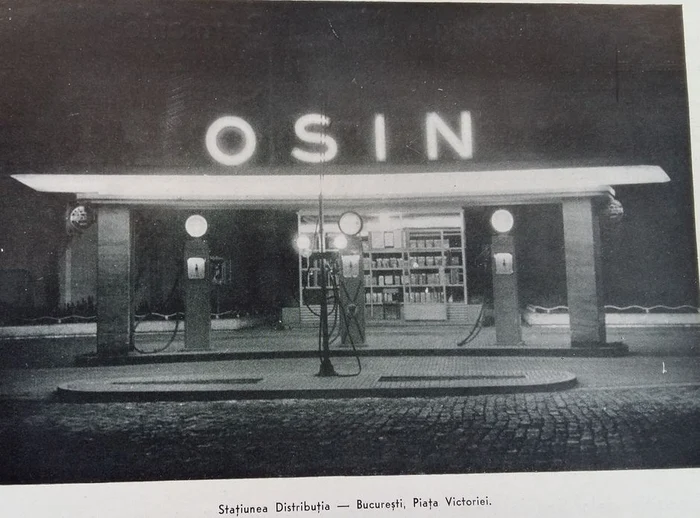 OSIN
Stațiunea Distribuția — București, Piața Victoriei.